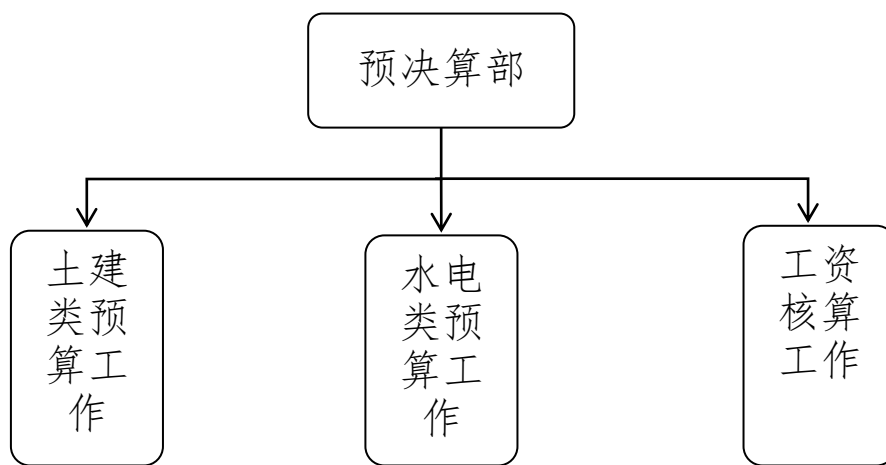 预决算部
土建
类预
算工
作
水电
类预
算工
作
工资
核算
工作